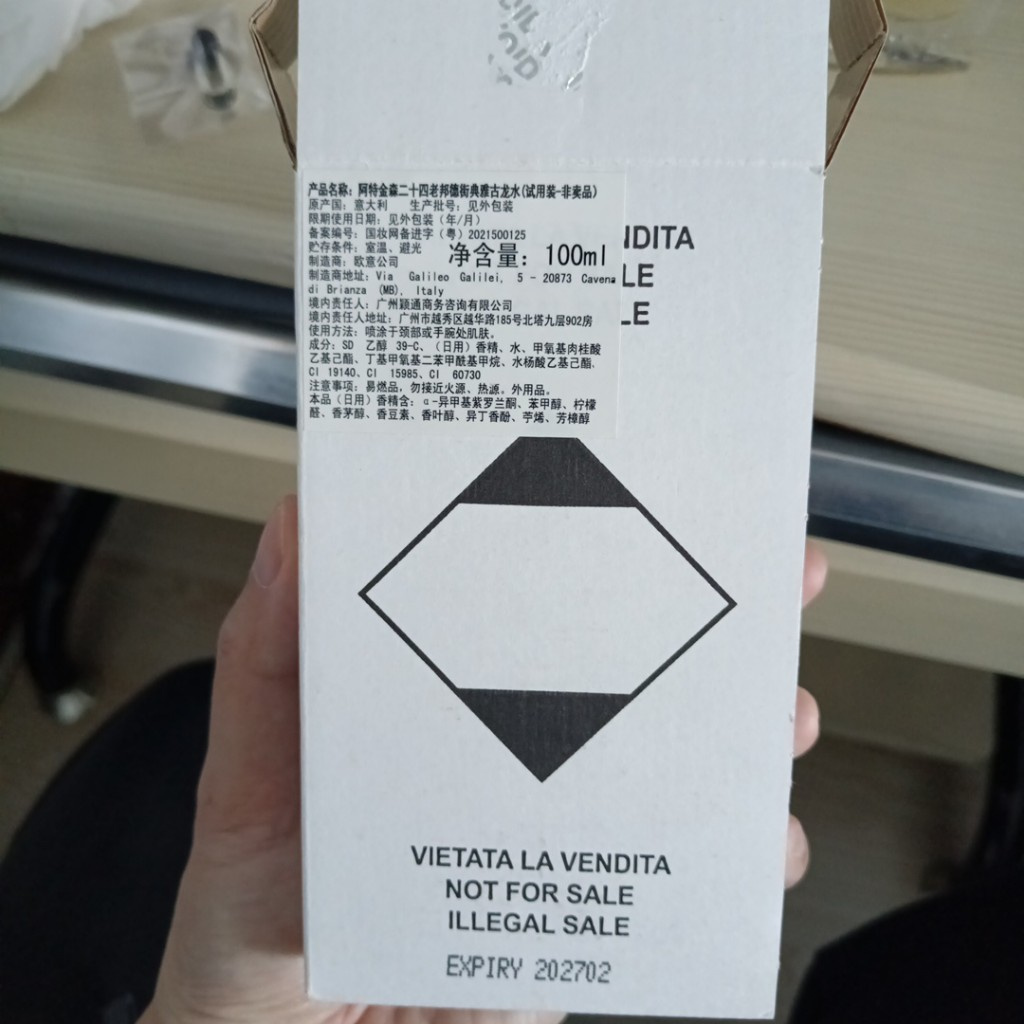 产品名称：阿特金森二十四老邦德街典雅古龙水(试用装-非卖品)
原产国：意大利 生产批号：见外包装
限期使用日期：见外包装（年/月）
备案编号：国妆网备进字（粤）2021500125
贮存条件：室温、避光 净含量：100ml
制造商：欧意公司
制造商地址：Via Galileo Galilei, 5 - 20873 Cavena
di Brianza (MB), Italy
境内责任人：广州颖通商务咨询有限公司
境内责任人地址：广州市越秀区越华路185号北塔九层902房
使用方法：喷涂于颈部或手腕处肌肤。
成分：SD 乙醇 39-C、（日用）香精、水、甲氧基肉桂酸
乙基己酯、丁基甲氧基二苯甲酰基甲烷、水杨酸乙基己酯、
CI 19140、CI 15985、CI 60730
注意事项：易燃品，勿接近火源、热源。外用品。
本品（日用）香精含：α-异甲基紫罗兰酮、苯甲醇、柠檬
醛、香茅醇、香豆素、香叶醇、异丁香酚、苧烯、芳樟醇
NDITA
LE
LE
VIETATA LA VENDITA
NOT FOR SALE
ILLEGAL SALE
EXPIRY 202702